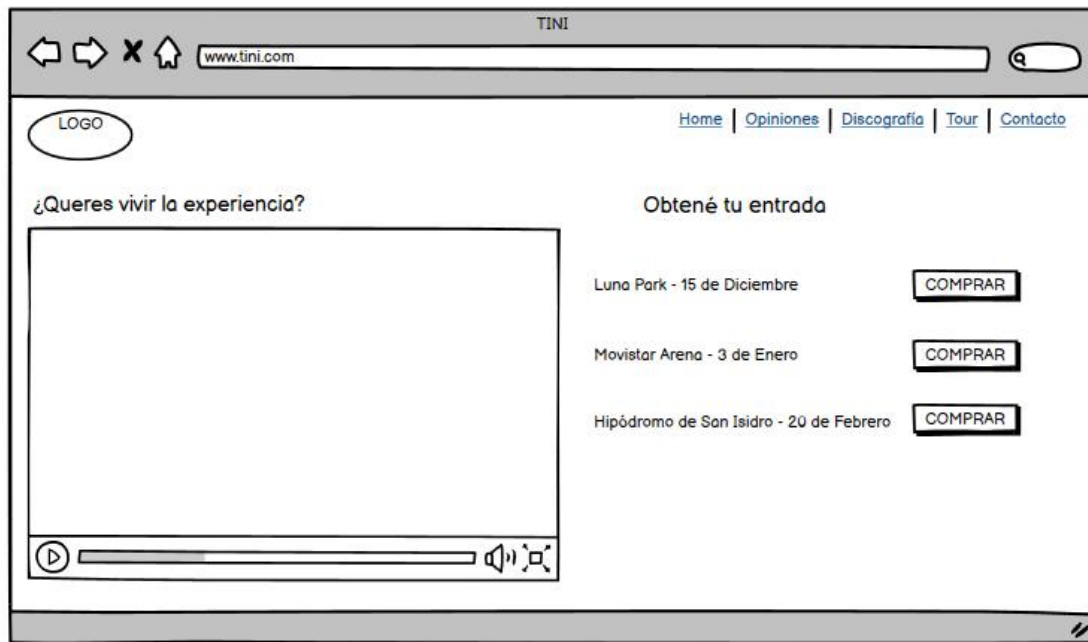 TINI
www.tini.com
LOGO
Home | Opiniones | Discografía | Tour | Contacto
¿Queres vivir la experiencia?
Obtené tu entrada
Luna Park - 15 de Diciembre
COMPRAR
Movistar Arena - 3 de Enero
COMPRAR
Hipódromo de San Isidro - 20 de Febrero
COMPRAR